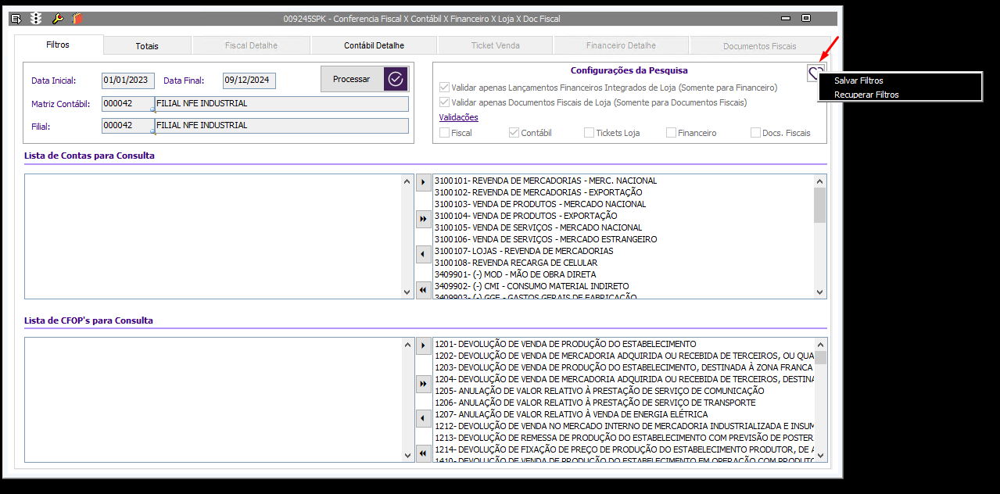 009245SPK - Conferencia Fiscal X Contábil X Financeiro X Loja X Doc Fiscal
Filtros
Totais
Fiscal Detalhe
Contábil Detalhe
Ticket Venda
Financeiro Detalhe
Documentos Fiscais
Data Inicial:
01/01/2023
Data Final:
09/12/2024
Processar
Matriz Contábil:
000042
FILIAL NFE INDUSTRIAL
Filial:
000042
FILIAL NFE INDUSTRIAL
Configurações da Pesquisa
Validar apenas Lançamentos Financeiros Integrados de Loja (Somente para Financeiro)
Validar apenas Documentos Fiscais de Loja (Somente para Documentos Fiscais)
Validações
Fiscal
Contábil
Tickets Loja
Financeiro
Docs. Fiscais
Salvar Filtros
Recuperar Filtros
Lista de Contas para Consulta
3100101- REVENDA DE MERCADORIAS - MERC. NACIONAL
3100102- REVENDA DE MERCADORIAS - EXPORTAÇÃO
3100103- VENDA DE PRODUTOS - MERCADO NACIONAL
3100104- VENDA DE PRODUTOS - EXPORTAÇÃO
3100105- VENDA DE SERVIÇOS - MERCADO NACIONAL
3100106- VENDA DE SERVIÇOS - MERCADO ESTRANGEIRO
3100107- LOJAS - REVENDA DE MERCADORIAS
3100108- REVENDA RECARGA DE CELULAR
3409901- (-) MOD - MÃO DE OBRA DIRETA
3409902- (-) CMI - CONSUMO MATERIAL INDIRETO
3409903- (-) GGF - GASTOS GERAIS DE FABRICAÇÃO
Lista de CFOP's para Consulta
1201- DEVOLUÇÃO DE VENDA DE PRODUÇÃO DO ESTABELECIMENTO
1202- DEVOLUÇÃO DE VENDA DE MERCADORIA ADQUIRIDA OU RECEBIDA DE TERCEIROS, OU QUA
1203- DEVOLUÇÃO DE VENDA DE PRODUÇÃO DO ESTABELECIMENTO, DESTINADA À ZONA FRANCA
1204- DEVOLUÇÃO DE VENDA DE MERCADORIA ADQUIRIDA OU RECEBIDA DE TERCEIROS, DESTINA
1205- ANULAÇÃO DE VALOR RELATIVO À PRESTAÇÃO DE SERVIÇO DE COMUNICAÇÃO
1206- ANULAÇÃO DE VALOR RELATIVO À PRESTAÇÃO DE SERVIÇO DE TRANSPORTE
1207- ANULAÇÃO DE VALOR RELATIVO À VENDA DE ENERGIA ELÉTRICA
1212- DEVOLUÇÃO DE VENDA NO MERCADO INTERNO DE MERCADORIA INDUSTRIALIZADA E INSUM
1213- DEVOLUÇÃO DE REMESSA DE PRODUÇÃO DO ESTABELECIMENTO COM PREVISÃO DE POSTER
1214- DEVOLUÇÃO DE FIXAÇÃO DE PREÇO DE PRODUÇÃO DO ESTABELECIMENTO PRODUTOR, DE A
1410- DEVOLUÇÃO DE VENDA DE PRODUÇÃO DO ESTABELECIMENTO EM OPERAÇÃO COM PRODUTO